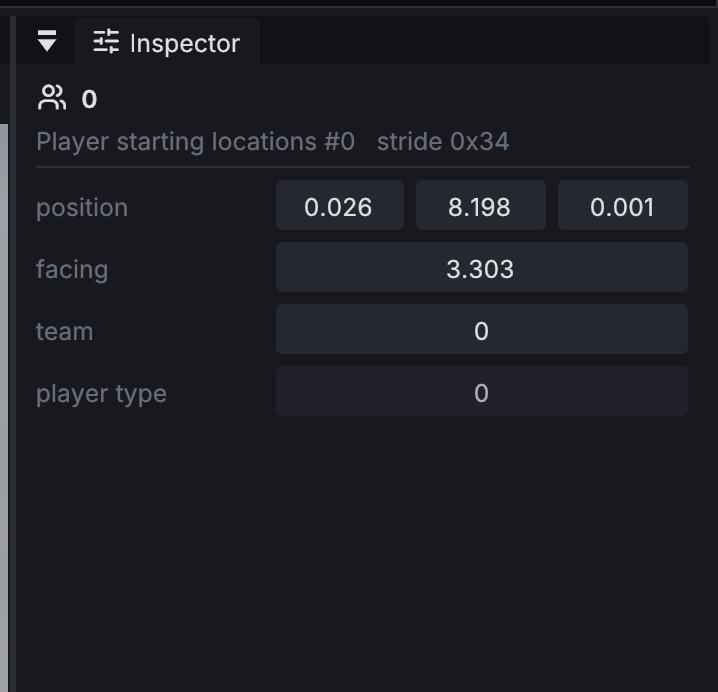 Inspector
0
Player starting locations #0 stride 0x34
position 0.026 8.198 0.001
facing 3.303
team 0
player type 0